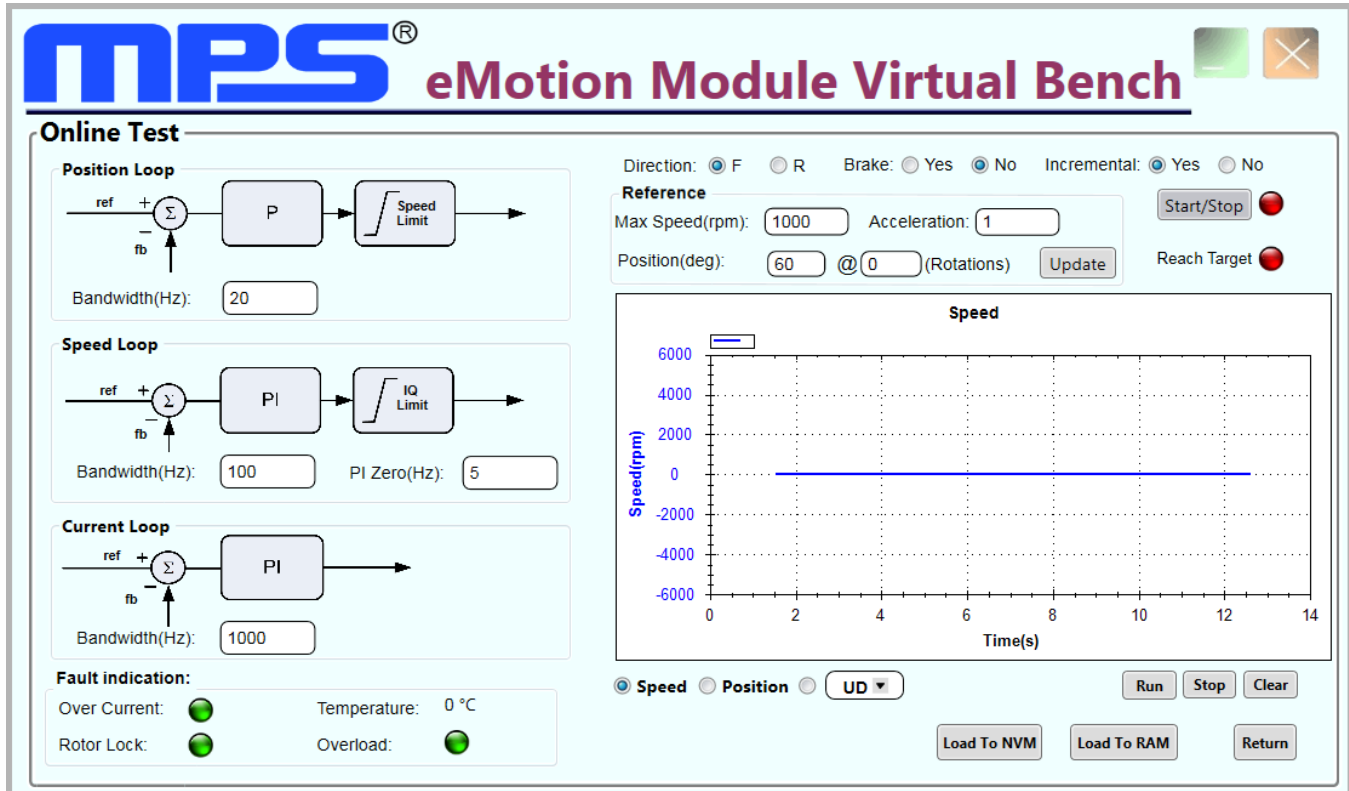 MPS®
eMotion Module Virtual Bench
Online Test
Position Loop
ref
+
Σ
−
fb
P
Speed
Limit
Bandwidth(Hz): 20
Speed Loop
ref
+
Σ
−
fb
PI
IQ
Limit
Bandwidth(Hz): 100 PI Zero(Hz): 5
Current Loop
ref
+
Σ
−
fb
PI
Bandwidth(Hz): 1000
Fault indication:
Over Current: Temperature: 0 °C
Rotor Lock: Overload:
Direction: F R Brake: Yes No Incremental: Yes No
Reference
Max Speed(rpm): 1000 Acceleration: 1
Position(deg): 60 @ 0 (Rotations) Update
Start/Stop
Reach Target
Speed
6000
4000
2000
0
-2000
-4000
-6000
Speed(rpm)
0 2 4 6 8 10 12 14
Time(s)
Speed Position UD Run Stop Clear
Load To NVM Load To RAM Return